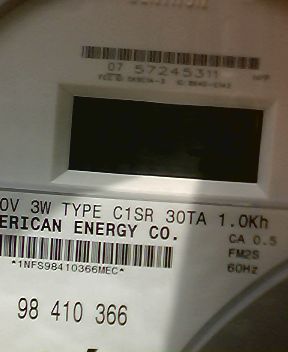 07 57245311
0V 3W TYPE C1SR 30TA 1.0Kh
ERICAN ENERGY CO.
CA 0.5
FM2S
60Hz
*1NFS98410366MEC*
98 410 366